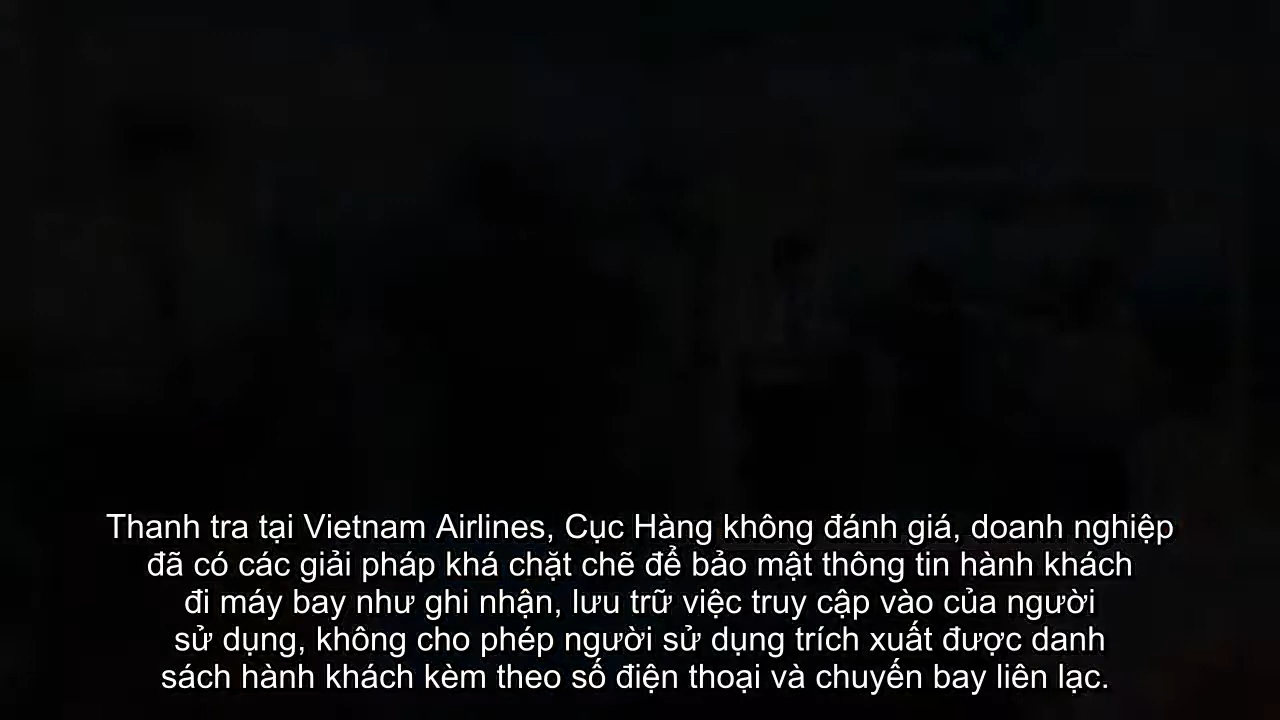 Thanh tra tại Vietnam Airlines, Cục Hàng không đánh giá, doanh nghiệp
đã có các giải pháp khá chặt chẽ để bảo mật thông tin hành khách
đi máy bay như ghi nhận, lưu trữ việc truy cập vào của người
sử dụng, không cho phép người sử dụng trích xuất được danh
sách hành khách kèm theo số điện thoại và chuyến bay liên lạc.